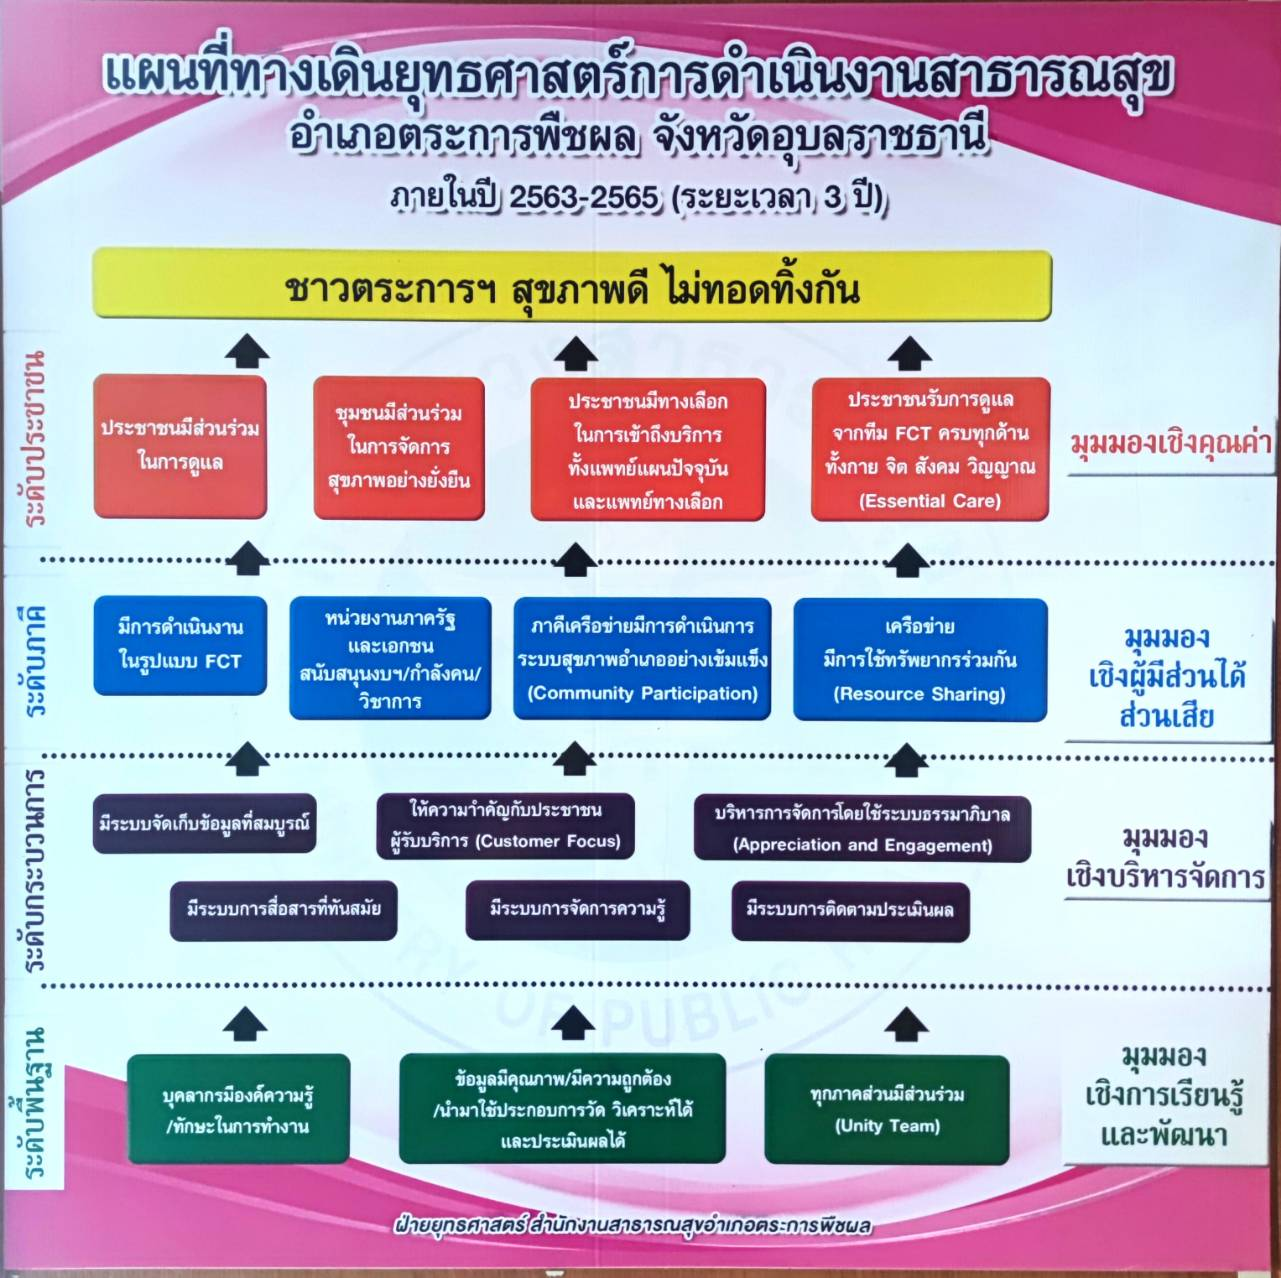 แผนที่ทางเดินยุทธศาสตร์การดำเนินงานสาธารณสุข
อำเภอตระการพืชผล จังหวัดอุบลราชธานี
ภายในปี 2563-2565 (ระยะเวลา 3 ปี)
ชาวตระการฯ สุขภาพดี ไม่ทอดทิ้งกัน
ระดับประชาชน
ประชาชนมีส่วนร่วม
ในการดูแล
ชุมชนมีส่วนร่วม
ในการจัดการ
สุขภาพอย่างยั่งยืน
ประชาชนมีทางเลือก
ในการเข้าถึงบริการ
ทั้งแพทย์แผนปัจจุบัน
และแพทย์ทางเลือก
ประชาชนรับการดูแล
จากทีม FCT ครบทุกด้าน
ทั้งกาย จิต สังคม วิญญาณ
(Essential Care)
มุมมองเชิงคุณค่า
ระดับภาคี
มีการดำเนินงาน
ในรูปแบบ FCT
หน่วยงานภาครัฐ
และเอกชน
สนับสนุนงบฯ/กำลังคน/
วิชาการ
ภาคีเครือข่ายมีการดำเนินการ
ระบบสุขภาพอำเภออย่างเข้มแข็ง
(Community Participation)
เครือข่าย
มีการใช้ทรัพยากรร่วมกัน
(Resource Sharing)
มุมมอง
เชิงผู้มีส่วนได้
ส่วนเสีย
ระดับกระบวนการ
มีระบบจัดเก็บข้อมูลที่สมบูรณ์
ให้ความาำคัญกับประชาชน
ผู้รับบริการ (Customer Focus)
บริหารการจัดการโดยใช้ระบบธรรมาภิบาล
(Appreciation and Engagement)
มีระบบการสื่อสารที่ทันสมัย
มีระบบการจัดการความรู้
มีระบบการติดตามประเมินผล
มุมมอง
เชิงบริหารจัดการ
ระดับพื้นฐาน
บุคลากรมีองค์ความรู้
/ทักษะในการทำงาน
ข้อมูลมีคุณภาพ/มีความถูกต้อง
/นำมาใช้ประกอบการวัด วิเคราะห์ได้
และประเมินผลได้
ทุกภาคส่วนมีส่วนร่วม
(Unity Team)
มุมมอง
เชิงการเรียนรู้
และพัฒนา
ฝ่ายยุทธศาสตร์ สำนักงานสาธารณสุขอำเภอตระการพืชผล